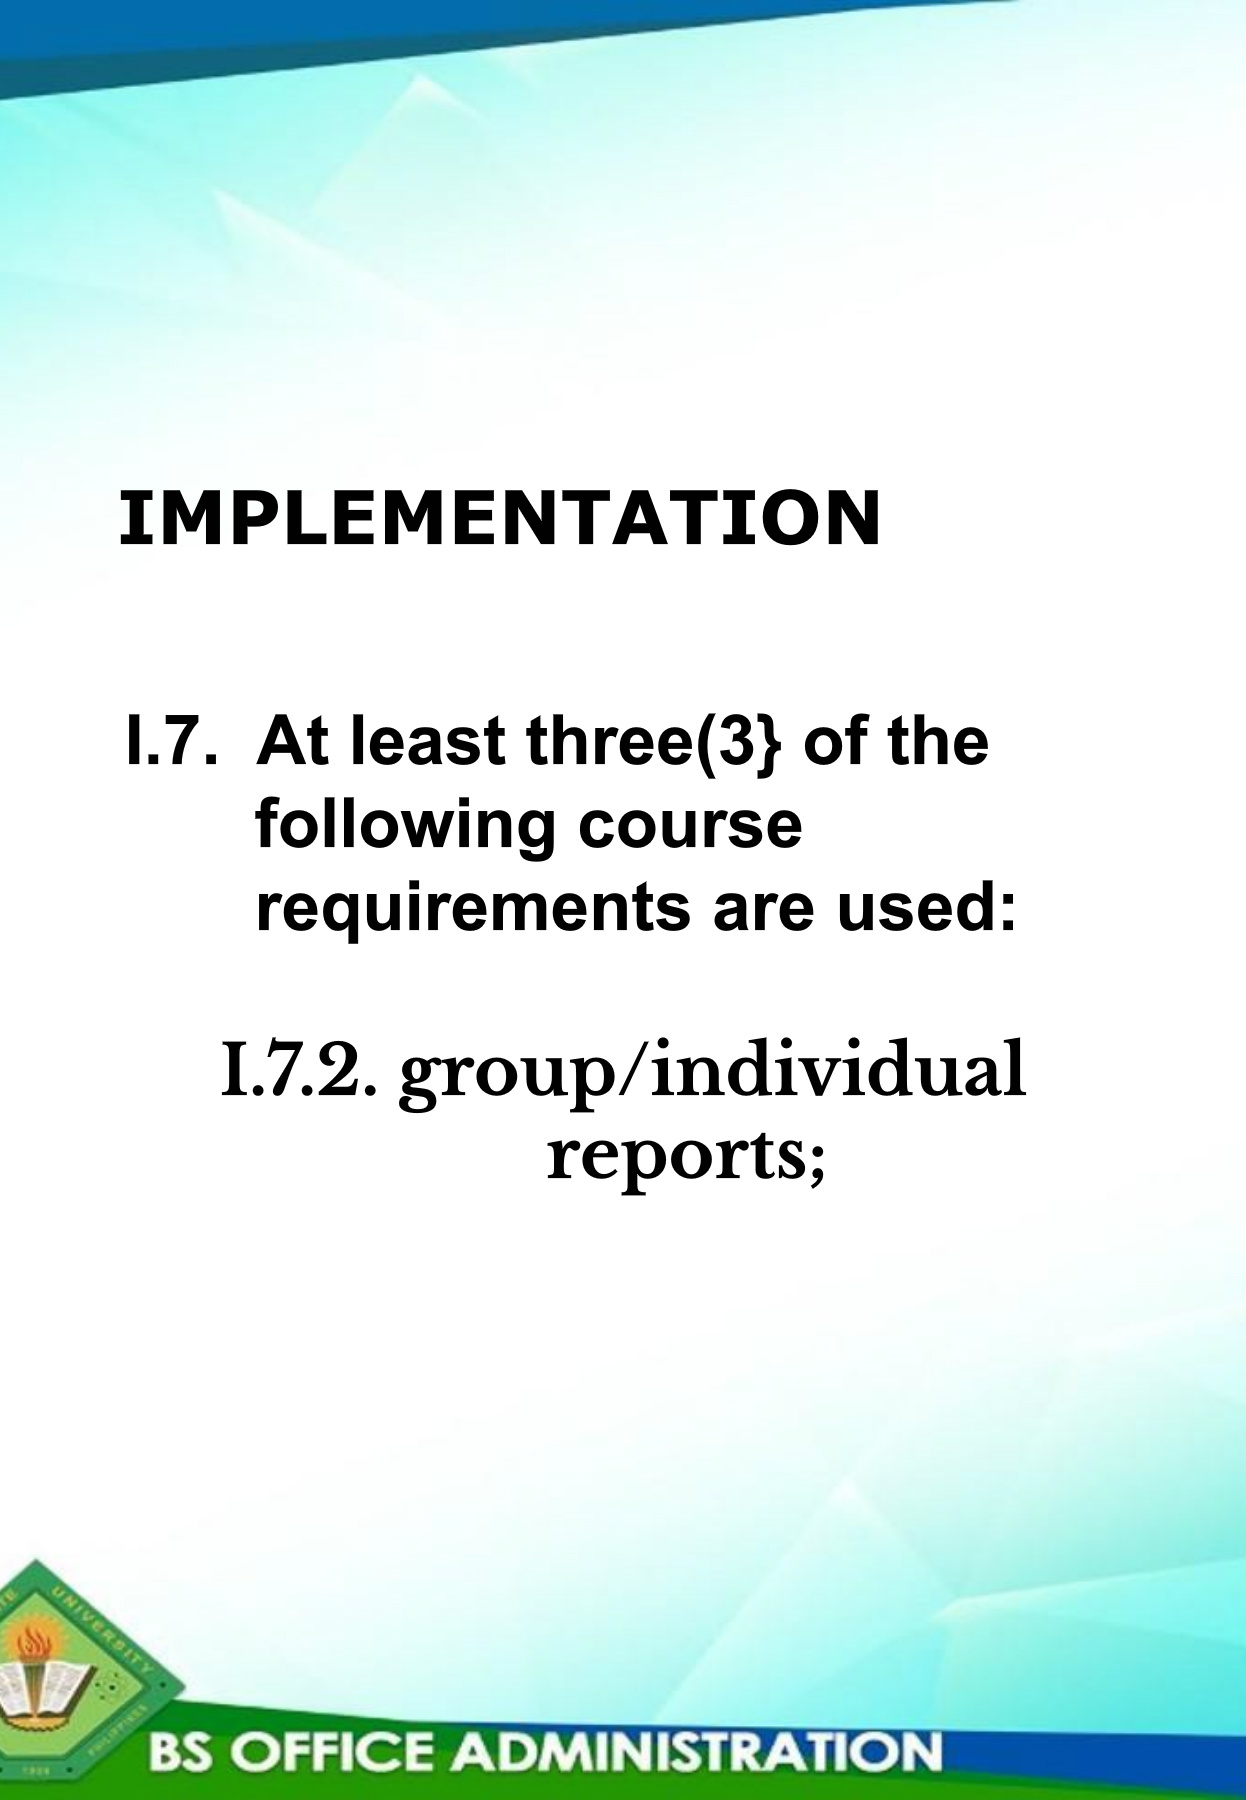 IMPLEMENTATION
I.7. At least three(3} of the
following course
requirements are used:
I.7.2. group/individual
reports;
UNIVERSITY
PHILIPPINES
BS OFFICE ADMINISTRATION